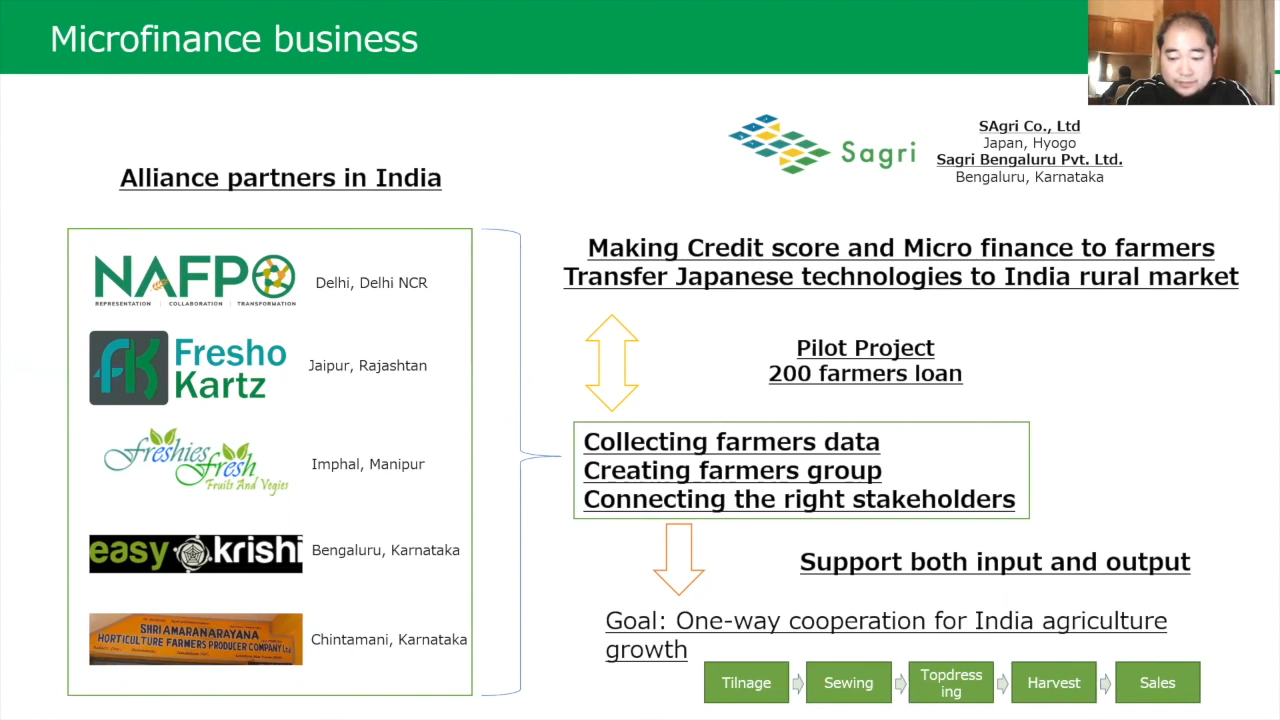 Microfinance business
Sagri
SAgri Co., Ltd
Japan, Hyogo
Sagri Bengaluru Pvt. Ltd.
Bengaluru, Karnataka
Alliance partners in India
NAFPO
REPRESENTATION | COLLABORATION | TRANSFORMATION
Delhi, Delhi NCR
FK Fresho
Kartz
Jaipur, Rajashtan
Freshies
Fresh
Fruits And Vegies
Imphal, Manipur
easy krishi
Bengaluru, Karnataka
SHRI AMARANARAYANA
HORTICULTURE FARMERS PRODUCER COMPANY Ltd
Chintamani, Karnataka
Making Credit score and Micro finance to farmers
Transfer Japanese technologies to India rural market
Pilot Project
200 farmers loan
Collecting farmers data
Creating farmers group
Connecting the right stakeholders
Support both input and output
Goal: One-way cooperation for India agriculture
growth
Tilnage
Sewing
Topdress
ing
Harvest
Sales